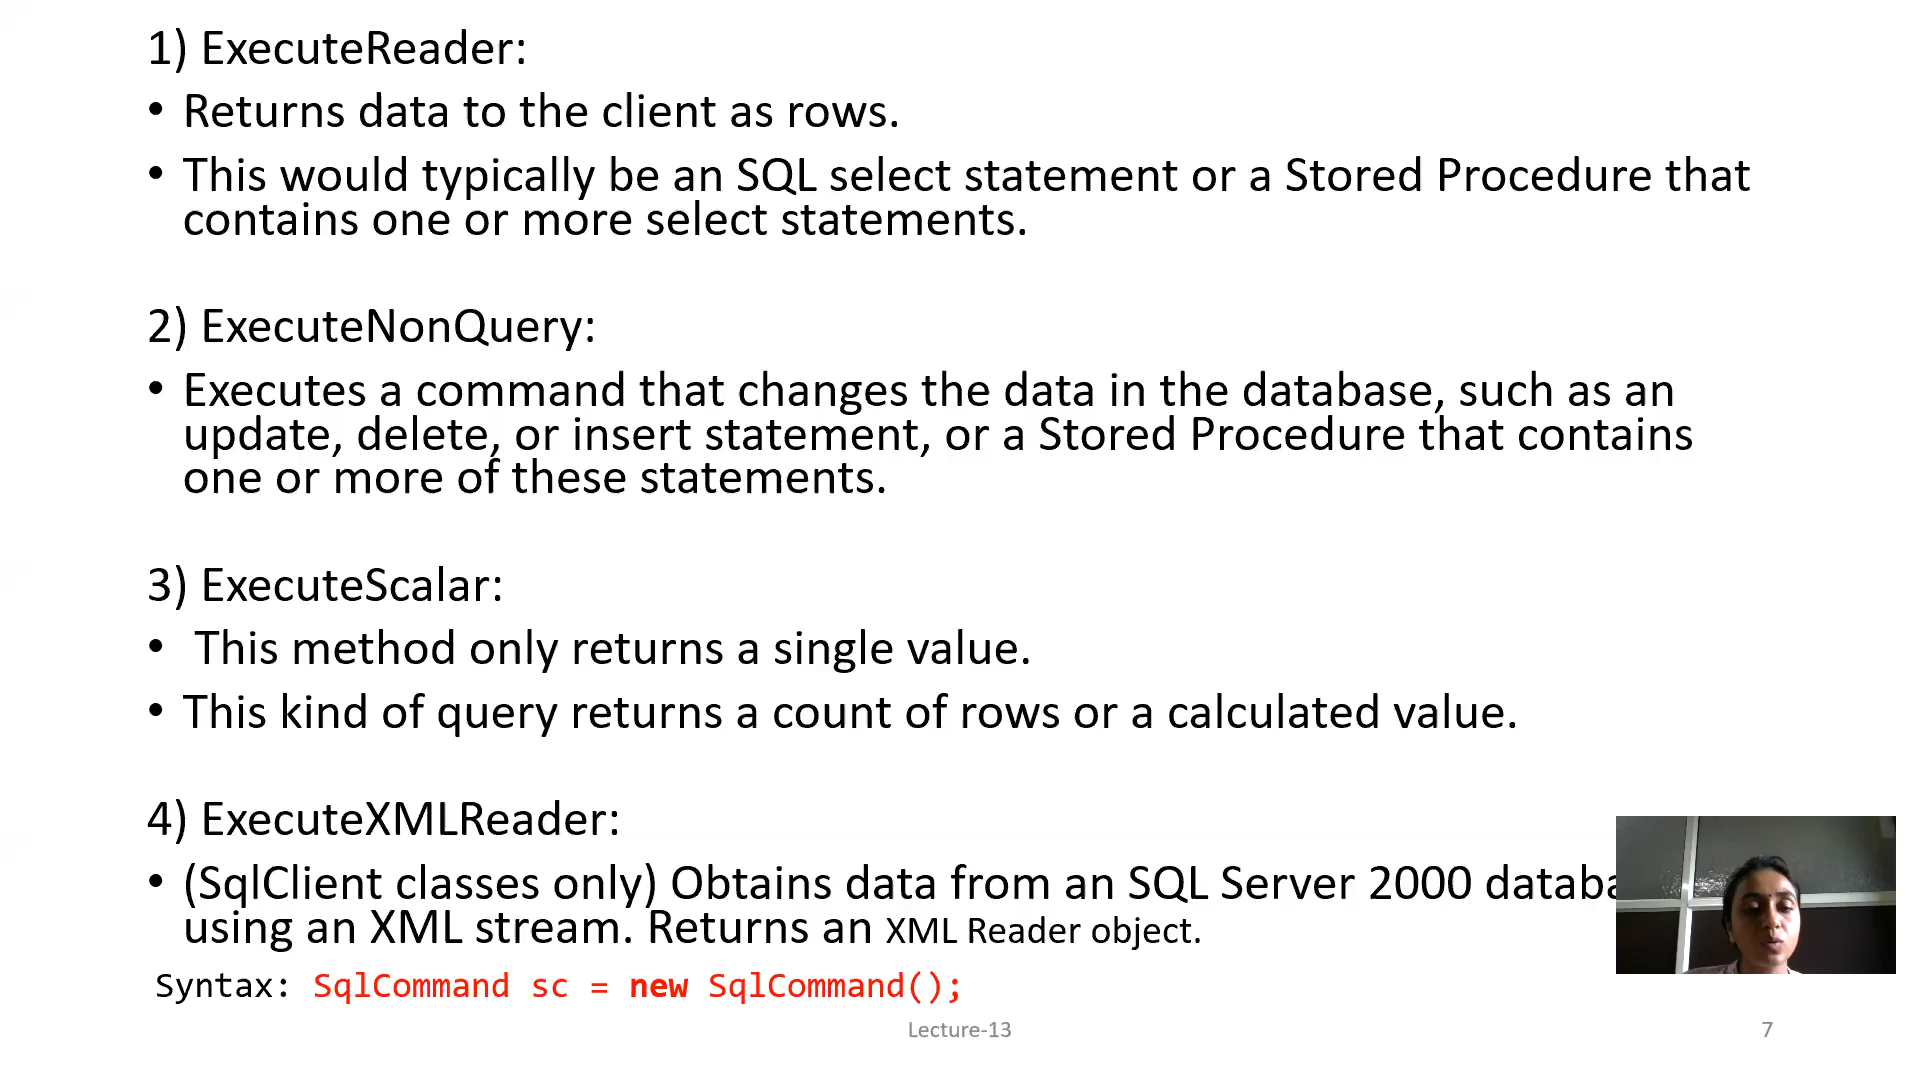 1) ExecuteReader:
• Returns data to the client as rows.
• This would typically be an SQL select statement or a Stored Procedure that
contains one or more select statements.
2) ExecuteNonQuery:
• Executes a command that changes the data in the database, such as an
update, delete, or insert statement, or a Stored Procedure that contains
one or more of these statements.
3) ExecuteScalar:
• This method only returns a single value.
• This kind of query returns a count of rows or a calculated value.
4) ExecuteXMLReader:
• (SqlClient classes only) Obtains data from an SQL Server 2000
using an XML stream. Returns an XML Reader object.
Syntax: SqlCommand sc = new SqlCommand();
Lecture-13
7